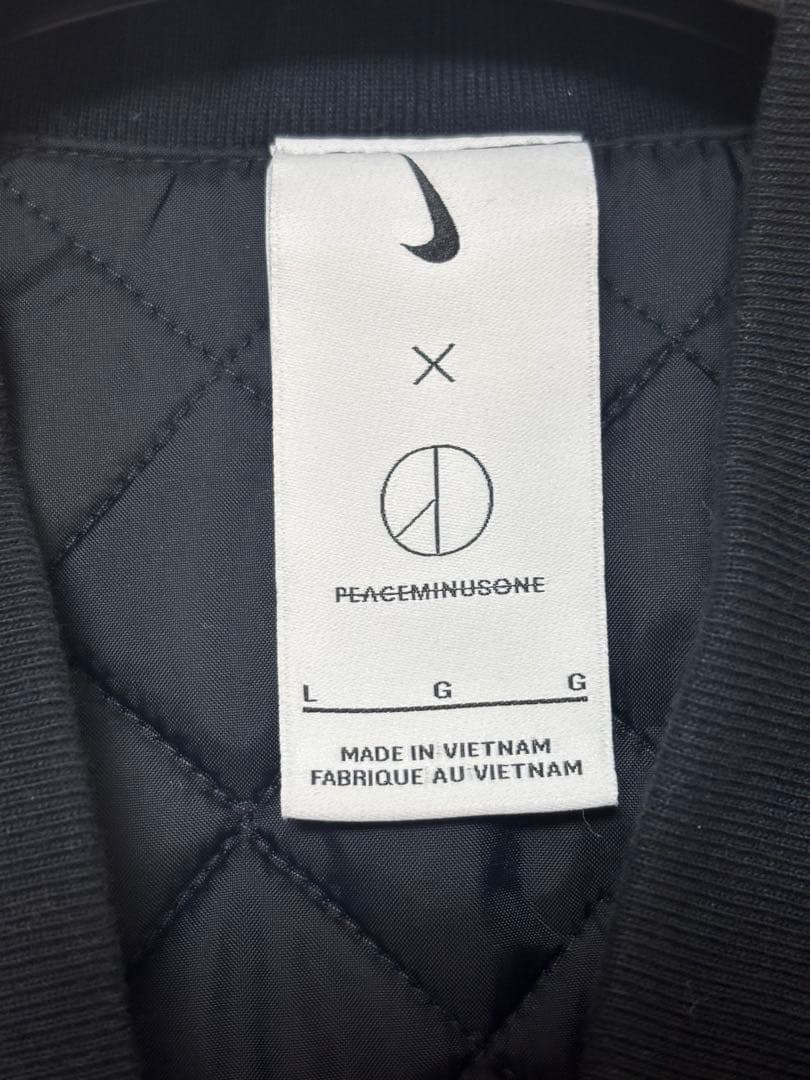 ×
PEACEMINUSONE
L G G
MADE IN VIETNAM
FABRIQUE AU VIETNAM